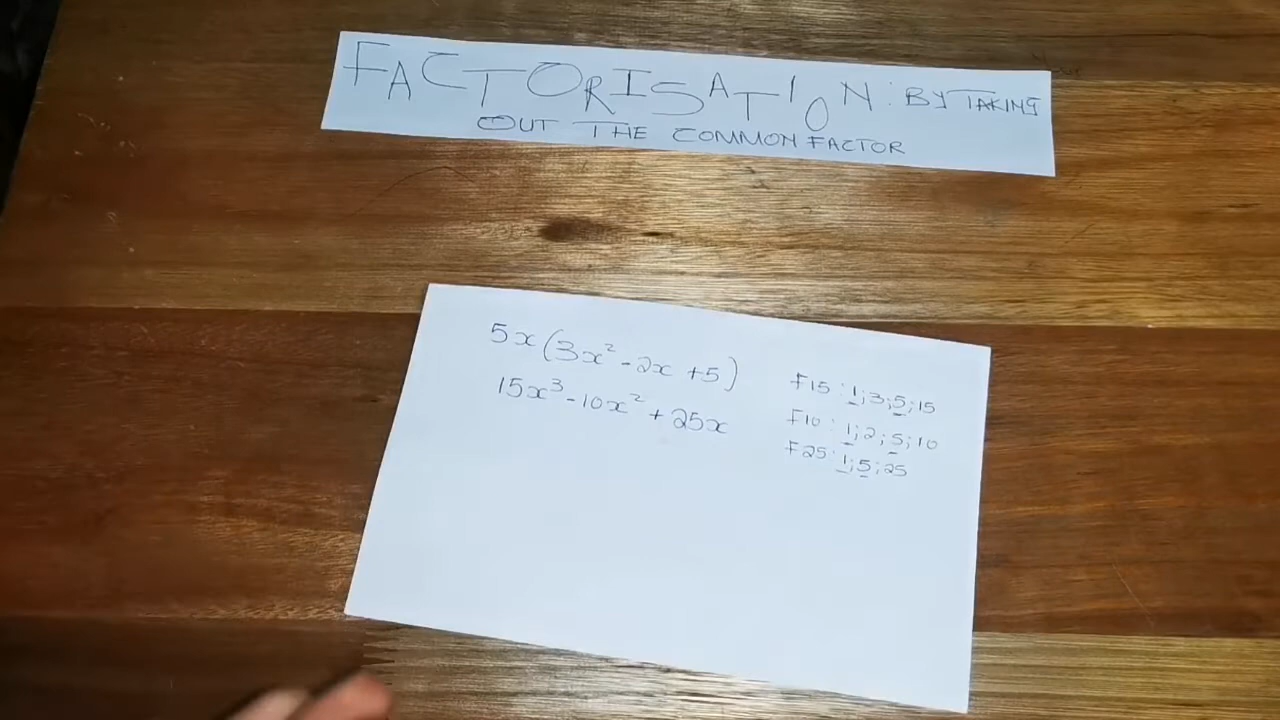 FACTORISATION: BY TAKING
OUT THE COMMON FACTOR
5x(3x² - 2x + 5)
15x³ - 10x² + 25x
F15: 1;3;5;15
F10: 1;2;5;10
F25: 1;5;25